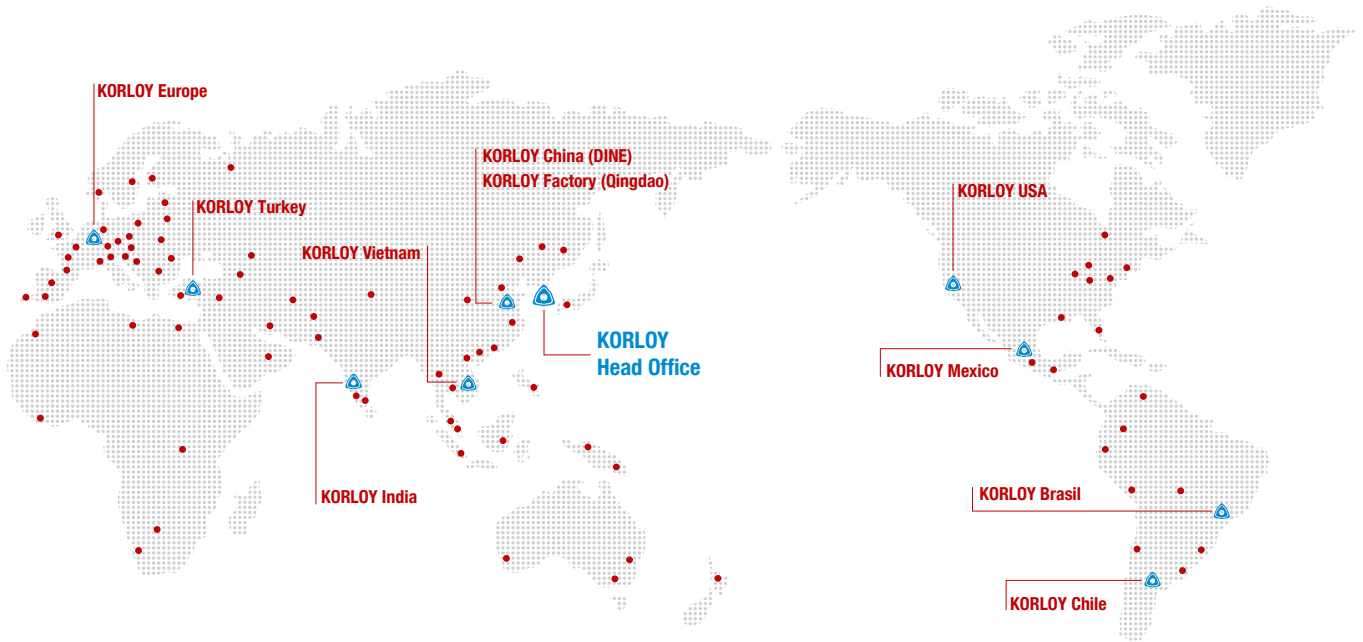 KORLOY Europe
KORLOY China (DINE)
KORLOY Factory (Qingdao)
KORLOY USA
KORLOY Turkey
KORLOY Vietnam
KORLOY
Head Office
KORLOY Mexico
KORLOY India
KORLOY Brasil
KORLOY Chile